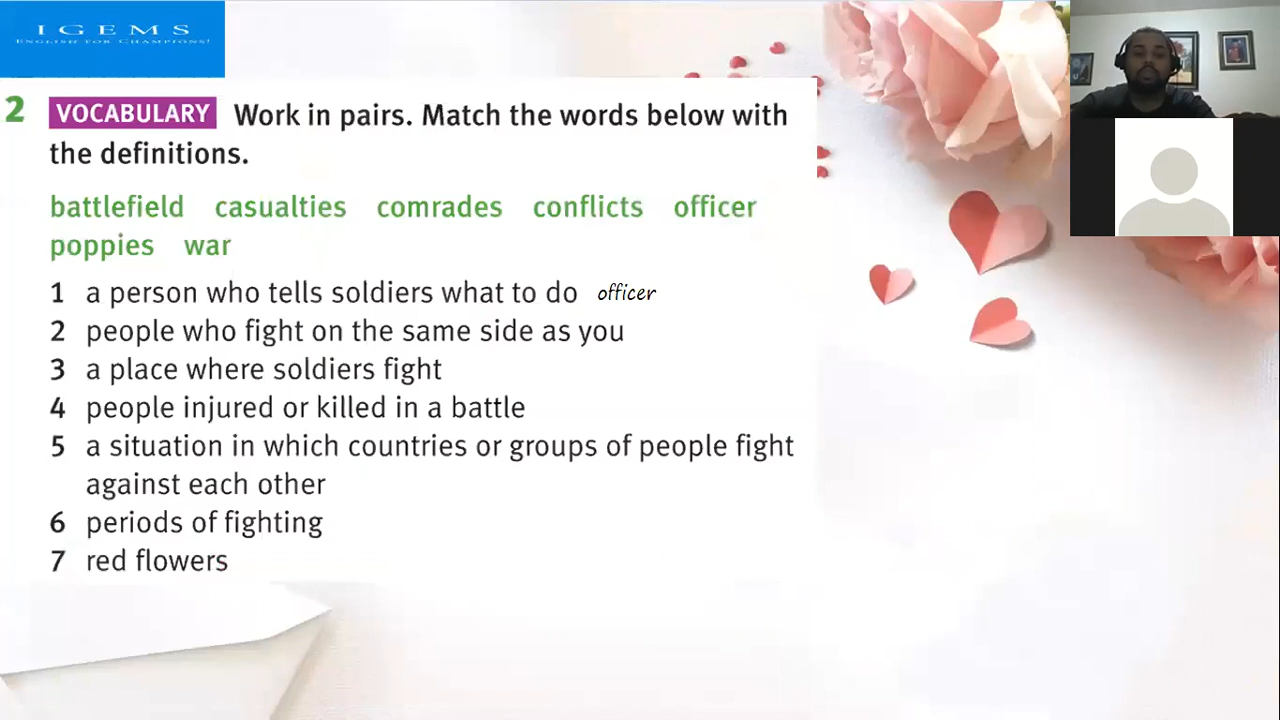 IGEMS
ENGLISH FOR CHAMPIONS!
2 VOCABULARY Work in pairs. Match the words below with
the definitions.
battlefield casualties comrades conflicts officer
poppies war
1 a person who tells soldiers what to do officer
2 people who fight on the same side as you
3 a place where soldiers fight
4 people injured or killed in a battle
5 a situation in which countries or groups of people fight
against each other
6 periods of fighting
7 red flowers